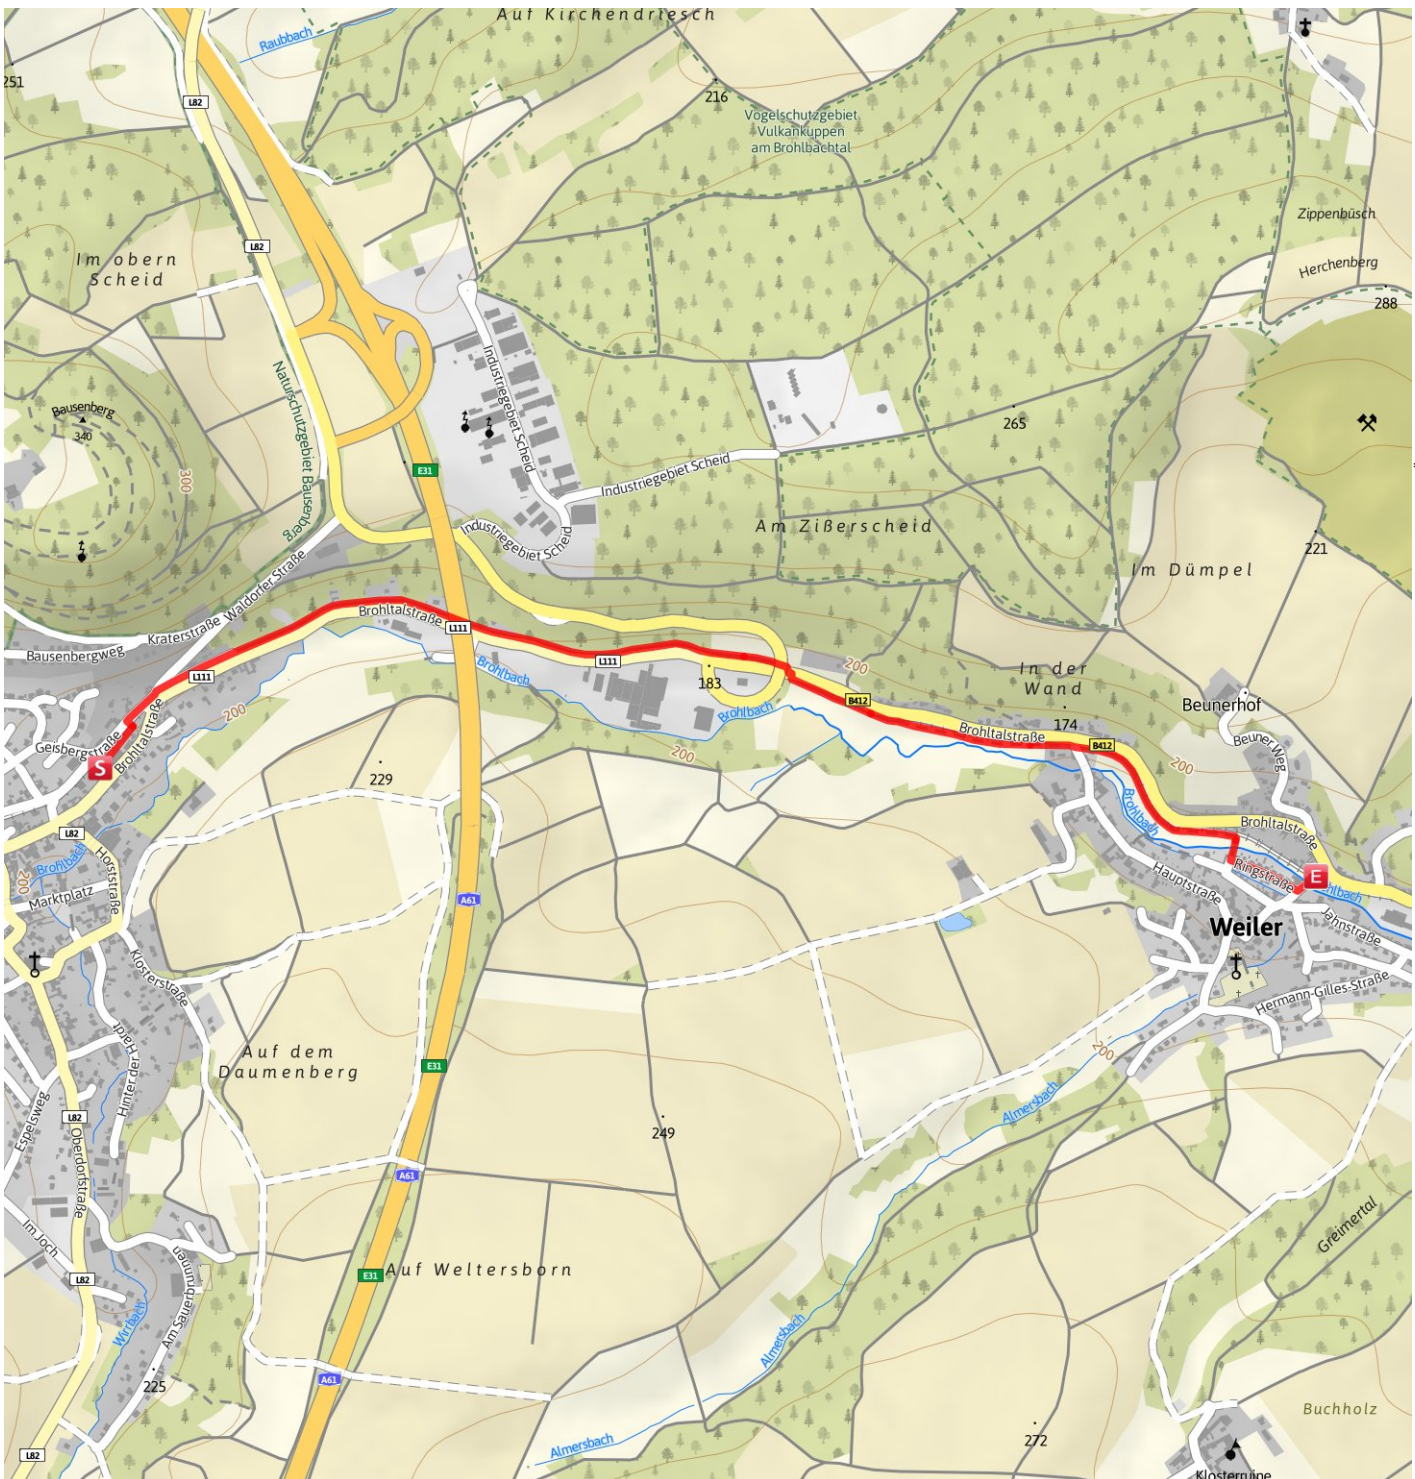 Auf Kirchendriesch
Raubbach
251
L82
216
Vogelschutzgebiet
Vulkankuppen
am Brohlbachtal
Zippenbüsch
L82
Im obern
Scheid
Herchenberg
288
Industriegebiet Scheid
Naturschutzgebiet Bausenberg
Bausenberg
340
300
265
E31
Industriegebiet Scheid
Am Zißerscheid
Industriegebiet Scheid
221
Im Dümpel
Waldorfer Straße
Kraterstraße
Brohltalstraße
L111
Bausenbergweg
L111
L111
Brohlbach
183
200
In der
Wand
200
Brohlbach
B412
174
Beunerhof
Geisbergstraße
Brohltalstraße
Brohltalstraße
B412
Beuner Weg
S
229
200
200
Brohlbach
L82
Brohltalstraße
Brohlbach
Horststraße
200
Marktplatz
Hauptstraße
Ringstraße
E
A61
Weiler
Jahnstraße
Klosterstraße
Hermann-Gilles-Straße
Hinter der Hardt
Auf dem
Daumenberg
E31
200
Almersbach
Espelsweg
L82
Oberdorfstraße
249
A61
Greimertal
Im Joch
L82
Wirrbach
Am Sauerbrunnen
E31
Auf Weltersborn
Almersbach
225
A61
Buchholz
272
L82
Almersbach
Klosterruine